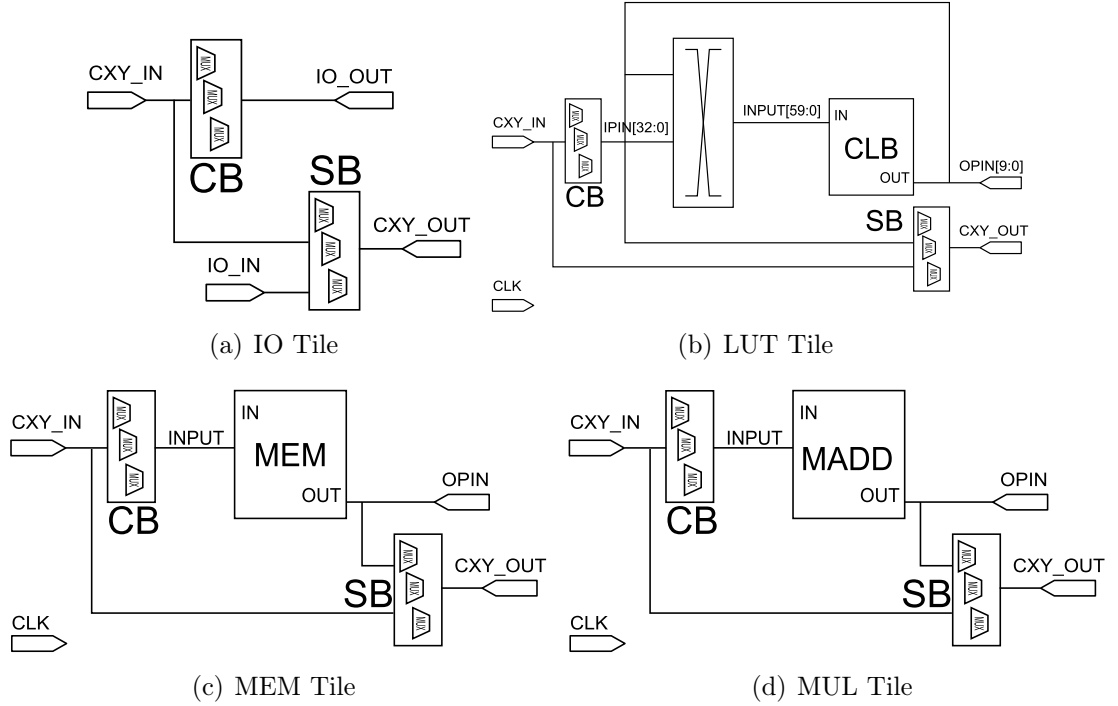 CXY_IN
MUX
MUX
MUX
CB
IO_OUT
SB
MUX
MUX
MUX
CXY_OUT
IO_IN
(a) IO Tile
CXY_IN
MUX
MUX
MUX
CB
IPIN[32:0]
INPUT[59:0]
IN
CLB
OUT
OPIN[9:0]
SB
MUX
MUX
MUX
CXY_OUT
CLK
(b) LUT Tile
CXY_IN
MUX
MUX
MUX
CB
INPUT
IN
MEM
OUT
OPIN
SB
MUX
MUX
MUX
CXY_OUT
CLK
(c) MEM Tile
CXY_IN
MUX
MUX
MUX
CB
INPUT
IN
MADD
OUT
OPIN
SB
MUX
MUX
MUX
CXY_OUT
CLK
(d) MUL Tile